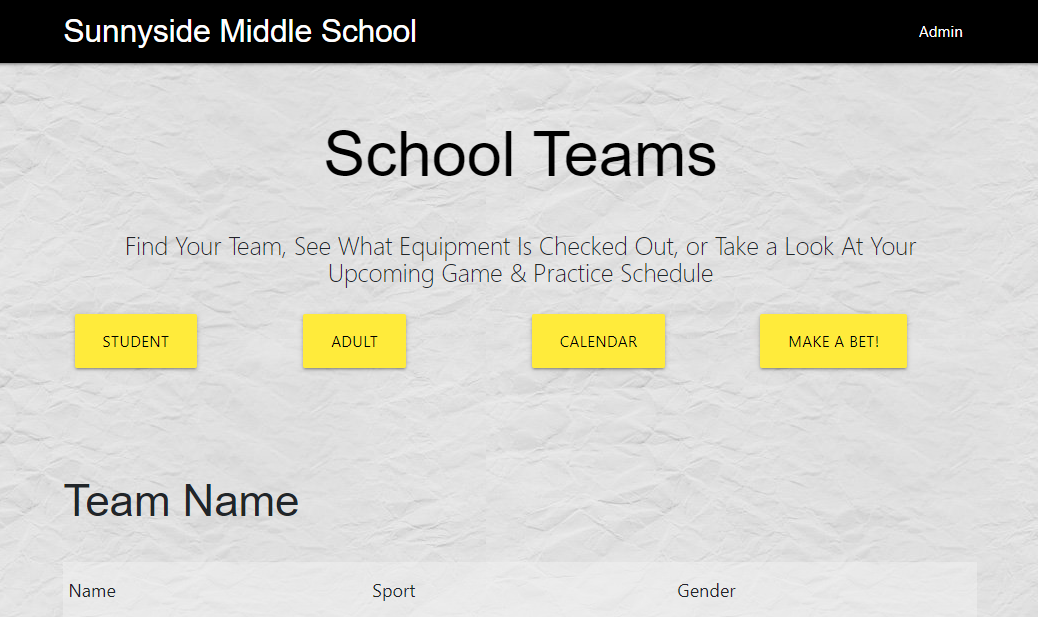 Sunnyside Middle School
Admin
School Teams
Find Your Team, See What Equipment Is Checked Out, or Take a Look At Your
Upcoming Game & Practice Schedule
STUDENT
ADULT
CALENDAR
MAKE A BET!
Team Name
Name Sport Gender